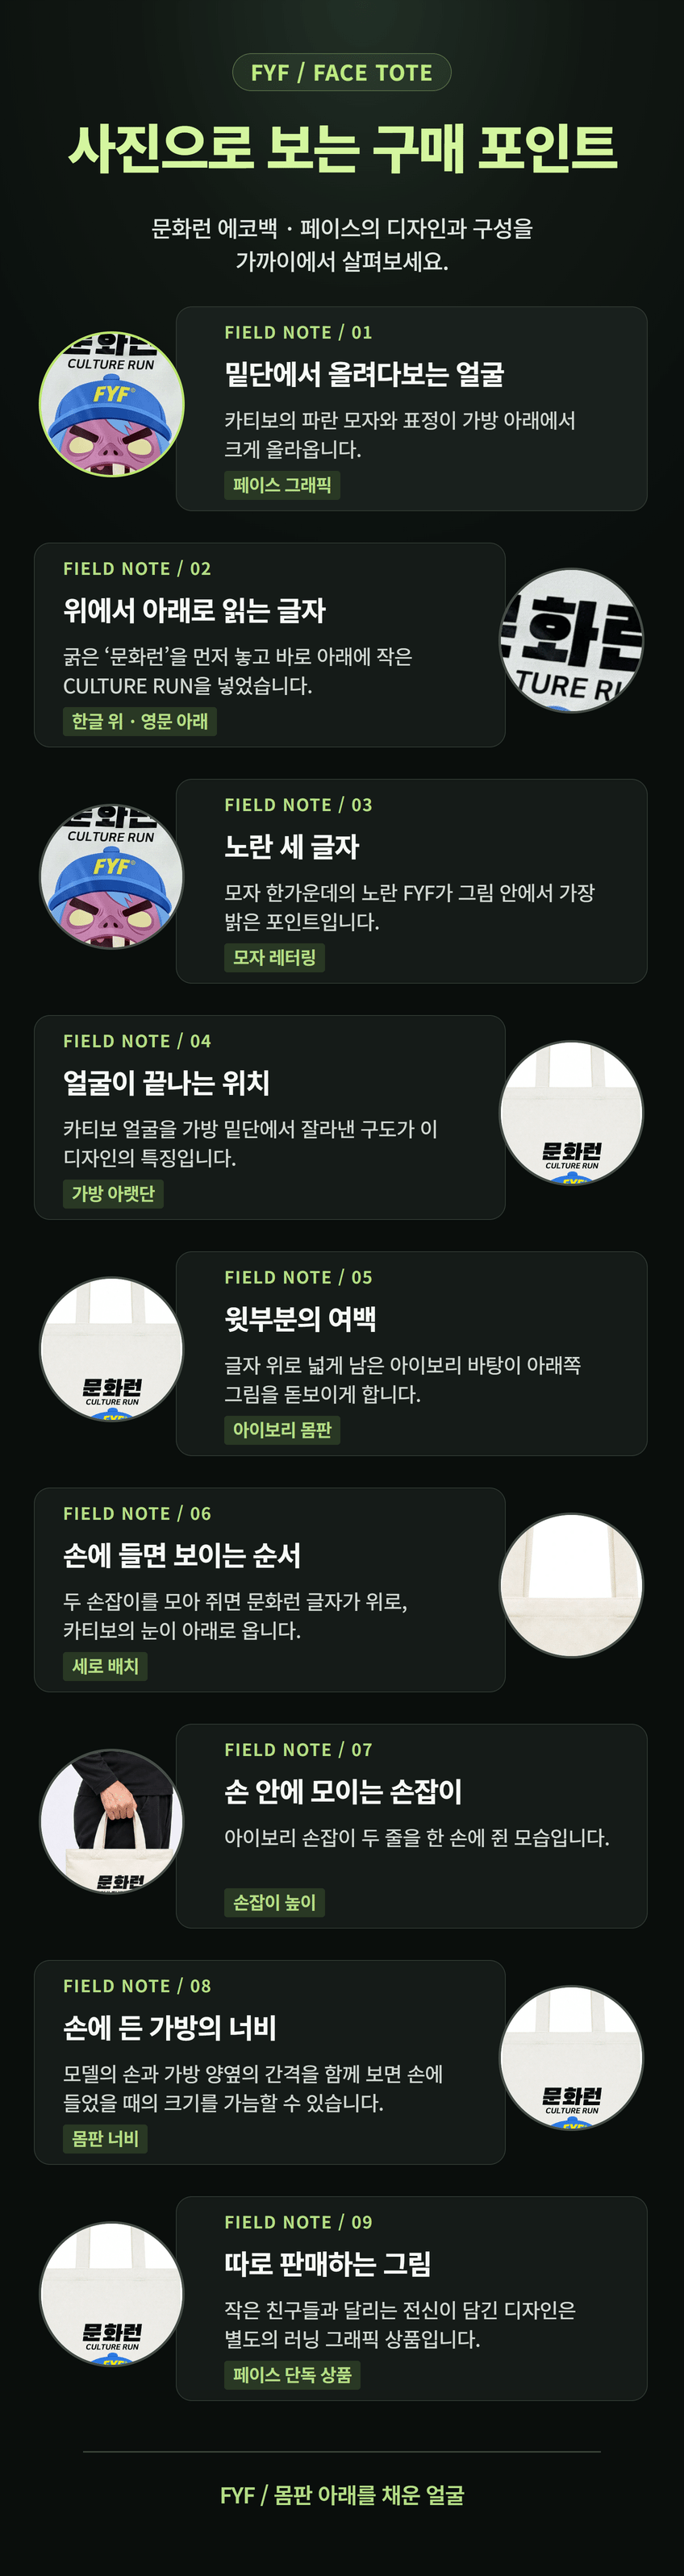 FYF / FACE TOTE
사진으로 보는 구매 포인트
문화런 에코백 · 페이스의 디자인과 구성을
가까이에서 살펴보세요.
문화런
CULTURE RUN
FYF©
FIELD NOTE / 01
밑단에서 올려다보는 얼굴
카티보의 파란 모자와 표정이 가방 아래에서
크게 올라옵니다.
페이스 그래픽
FIELD NOTE / 02
위에서 아래로 읽는 글자
굵은 ‘문화런’을 먼저 놓고 바로 아래에 작은
CULTURE RUN을 넣었습니다.
한글 위 · 영문 아래
문화런
TURE RU
문화런
CULTURE RUN
FYF©
FIELD NOTE / 03
노란 세 글자
모자 한가운데의 노란 FYF가 그림 안에서 가장
밝은 포인트입니다.
모자 레터링
FIELD NOTE / 04
얼굴이 끝나는 위치
카티보 얼굴을 가방 밑단에서 잘라낸 구도가 이
디자인의 특징입니다.
가방 아랫단
문화런
CULTURE RUN
FYF
문화런
CULTURE RUN
FYF
FIELD NOTE / 05
윗부분의 여백
글자 위로 넓게 남은 아이보리 바탕이 아래쪽
그림을 돋보이게 합니다.
아이보리 몸판
FIELD NOTE / 06
손에 들면 보이는 순서
두 손잡이를 모아 쥐면 문화런 글자가 위로,
카티보의 눈이 아래로 옵니다.
세로 배치
문화런
FIELD NOTE / 07
손 안에 모이는 손잡이
아이보리 손잡이 두 줄을 한 손에 쥔 모습입니다.
손잡이 높이
FIELD NOTE / 08
손에 든 가방의 너비
모델의 손과 가방 양옆의 간격을 함께 보면 손에
들었을 때의 크기를 가늠할 수 있습니다.
몸판 너비
문화런
CULTURE RUN
FYF
문화런
CULTURE RUN
FYF
FIELD NOTE / 09
따로 판매하는 그림
작은 친구들과 달리는 전신이 담긴 디자인은
별도의 러닝 그래픽 상품입니다.
페이스 단독 상품
FYF / 몸판 아래를 채운 얼굴